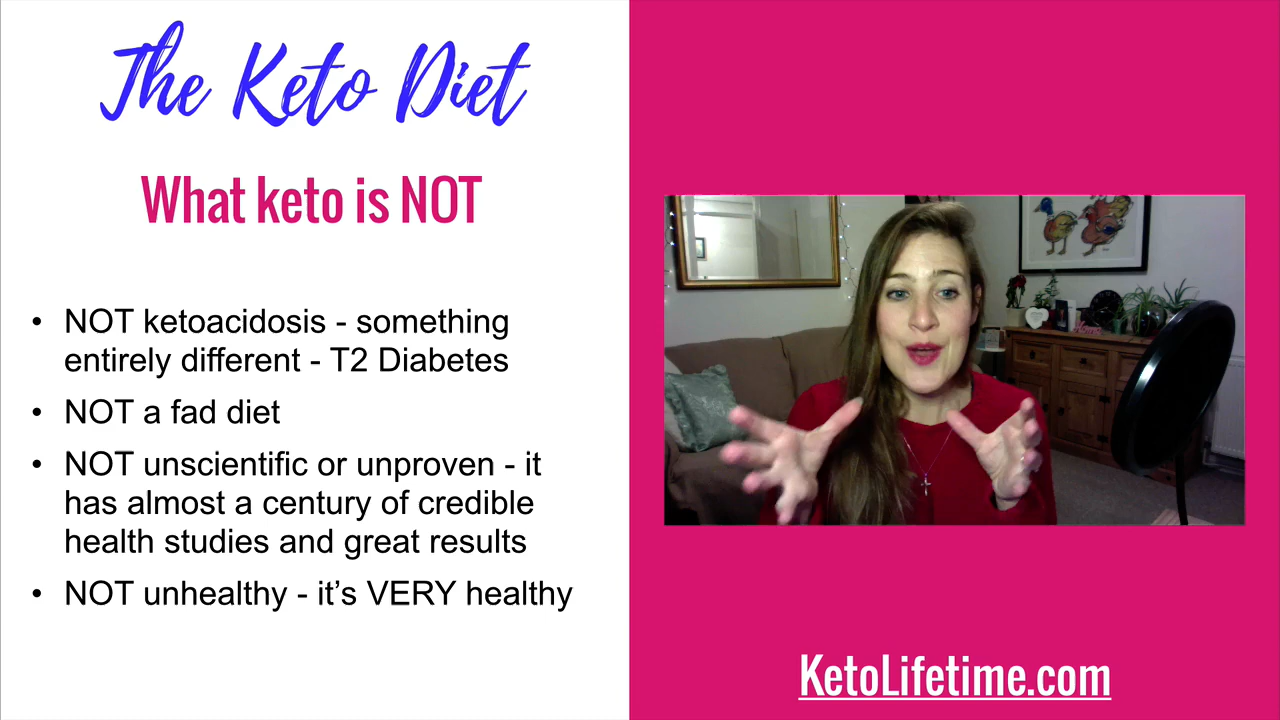 The Keto Diet
What keto is NOT
• NOT ketoacidosis - something
entirely different - T2 Diabetes
• NOT a fad diet
• NOT unscientific or unproven - it
has almost a century of credible
health studies and great results
• NOT unhealthy - it’s VERY healthy
Home
KetoLifetime.com